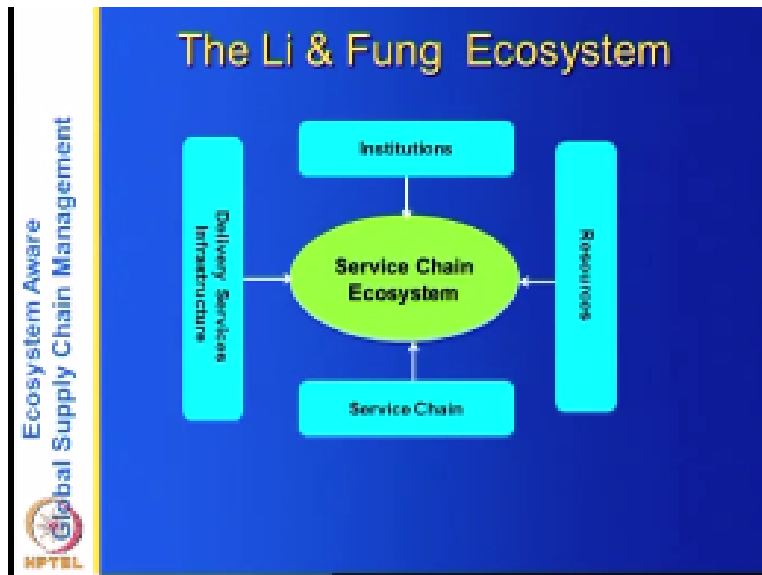 The Li & Fung Ecosystem
Institutions
Delivery Services
Infrastructure
Service Chain
Ecosystem
Resources
Service Chain
Ecosystem Aware
Global Supply Chain Management
NPTEL